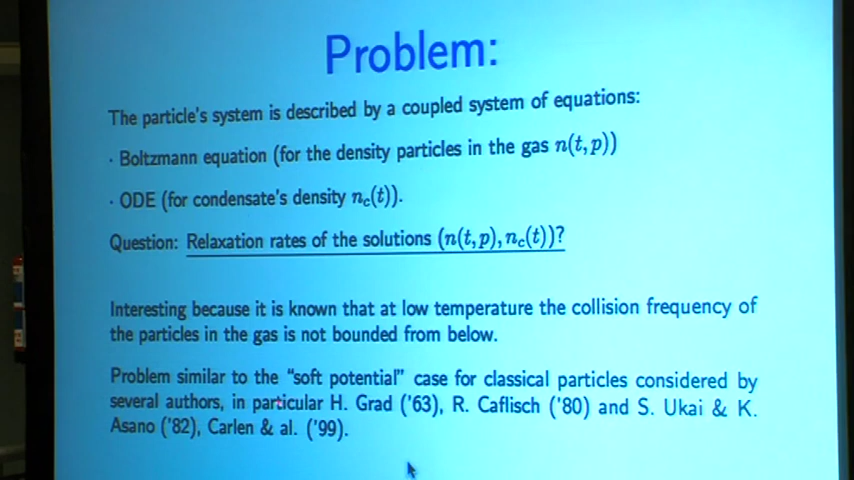 Problem:
The particle's system is described by a coupled system of equations:
· Boltzmann equation (for the density particles in the gas n(t,p))
· ODE (for condensate's density n_c(t)).
Question: Relaxation rates of the solutions (n(t,p), n_c(t))?
Interesting because it is known that at low temperature the collision frequency of
the particles in the gas is not bounded from below.
Problem similar to the "soft potential" case for classical particles considered by
several authors, in particular H. Grad ('63), R. Caflisch ('80) and S. Ukai & K.
Asano ('82), Carlen & al. ('99).